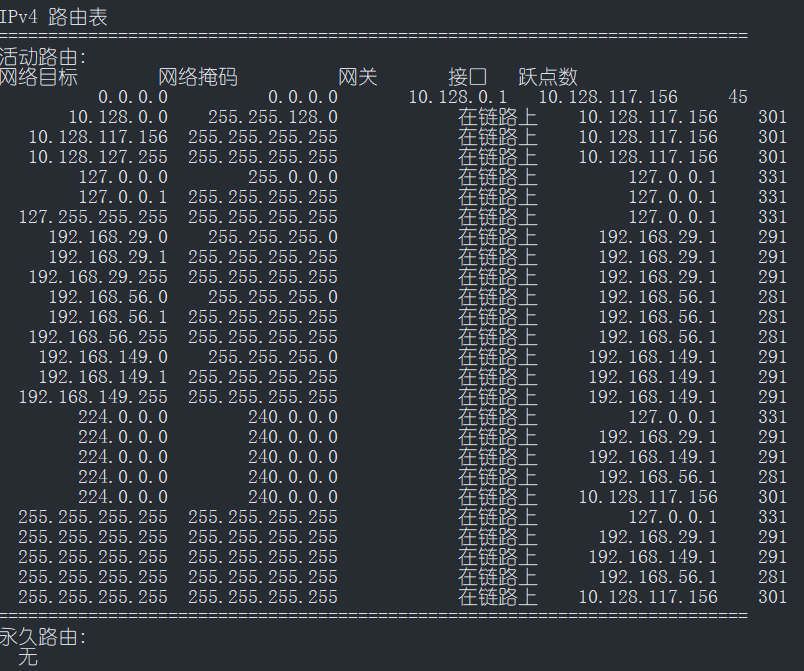 IPv4 路由表
===========================================================================
活动路由:
网络目标        网络掩码          网关       接口   跃点数
          0.0.0.0          0.0.0.0       10.128.0.1   10.128.117.156     45
       10.128.0.0    255.255.128.0            在链路上    10.128.117.156    301
   10.128.117.156  255.255.255.255            在链路上    10.128.117.156    301
   10.128.127.255  255.255.255.255            在链路上    10.128.117.156    301
        127.0.0.0        255.0.0.0            在链路上         127.0.0.1    331
        127.0.0.1  255.255.255.255            在链路上         127.0.0.1    331
  127.255.255.255  255.255.255.255            在链路上         127.0.0.1    331
     192.168.29.0    255.255.255.0            在链路上      192.168.29.1    291
     192.168.29.1  255.255.255.255            在链路上      192.168.29.1    291
   192.168.29.255  255.255.255.255            在链路上      192.168.29.1    291
     192.168.56.0    255.255.255.0            在链路上      192.168.56.1    281
     192.168.56.1  255.255.255.255            在链路上      192.168.56.1    281
   192.168.56.255  255.255.255.255            在链路上      192.168.56.1    281
    192.168.149.0    255.255.255.0            在链路上     192.168.149.1    291
    192.168.149.1  255.255.255.255            在链路上     192.168.149.1    291
  192.168.149.255  255.255.255.255            在链路上     192.168.149.1    291
        224.0.0.0        240.0.0.0            在链路上         127.0.0.1    331
        224.0.0.0        240.0.0.0            在链路上      192.168.29.1    291
        224.0.0.0        240.0.0.0            在链路上     192.168.149.1    291
        224.0.0.0        240.0.0.0            在链路上      192.168.56.1    281
        224.0.0.0        240.0.0.0            在链路上    10.128.117.156    301
  255.255.255.255  255.255.255.255            在链路上         127.0.0.1    331
  255.255.255.255  255.255.255.255            在链路上      192.168.29.1    291
  255.255.255.255  255.255.255.255            在链路上     192.168.149.1    291
  255.255.255.255  255.255.255.255            在链路上      192.168.56.1    281
  255.255.255.255  255.255.255.255            在链路上    10.128.117.156    301
===========================================================================
永久路由:
  无